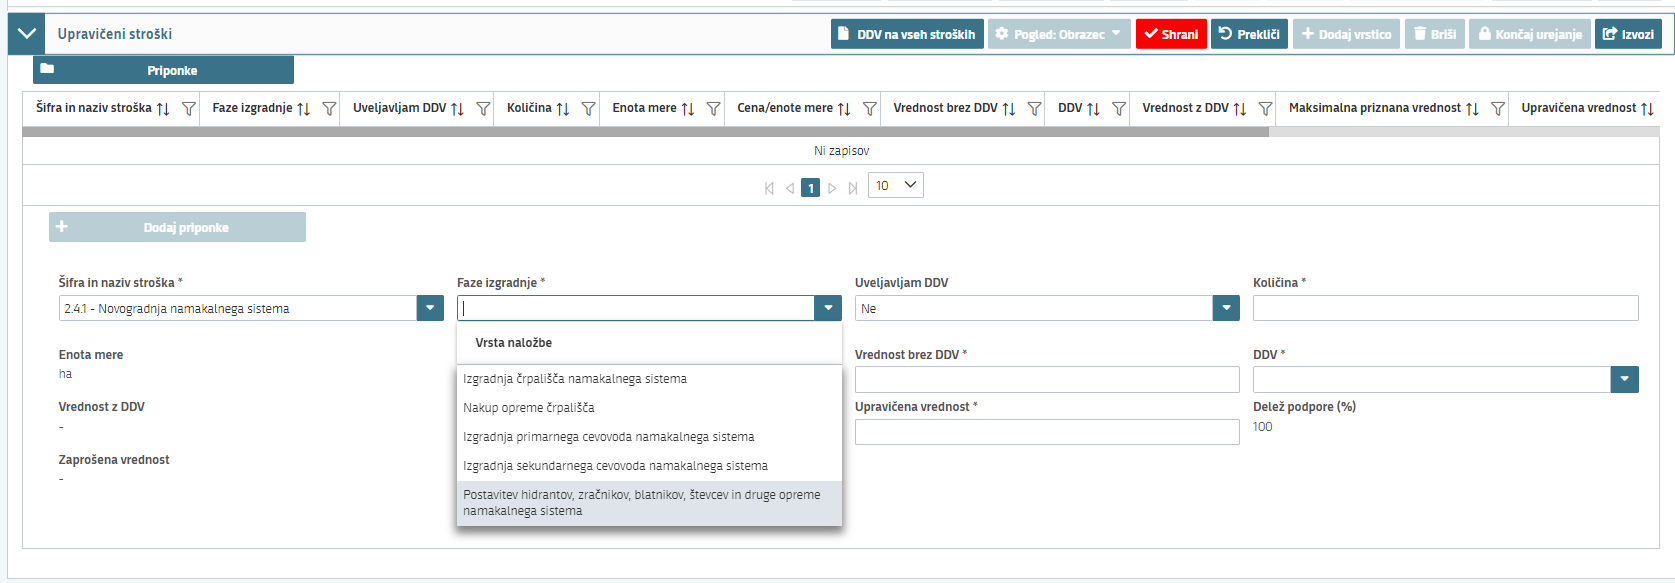 Upravičeni stroški
DDV na vseh stroških
Pogled: Obrazec
Shrani
Prekliči
Dodaj vrstico
Briši
Končaj urejanje
Izvozi
Priponke
Šifra in naziv stroška
Faze izgradnje
Uveljavljam DDV
Količina
Enota mere
Cena/enote mere
Vrednost brez DDV
DDV
Vrednost z DDV
Maksimalna priznana vrednost
Upravičena vrednost
Ni zapisov
1
10
Dodaj priponke
Šifra in naziv stroška *
2.4.1 - Novogradnja namakalnega sistema
Faze izgradnje *
Vrsta naložbe
Izgradnja črpališča namakalnega sistema
Nakup opreme črpališča
Izgradnja primarnega cevovoda namakalnega sistema
Izgradnja sekundarnega cevovoda namakalnega sistema
Postavitev hidrantov, zračnikov, blatnikov, števcev in druge opreme
namakalnega sistema
Uveljavljam DDV
Ne
Količina *
Enota mere
ha
Vrednost brez DDV *
DDV *
Vrednost z DDV
-
Upravičena vrednost *
Delež podpore (%)
100
Zaprošena vrednost
-